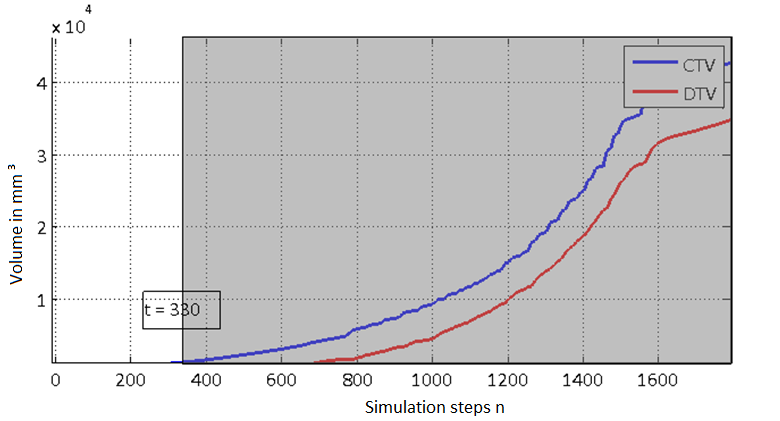 x 10 ⁴
CTV
DTV
4
3
2
1
Volume in mm ³
t = 330
0 200 400 600 800 1000 1200 1400 1600
Simulation steps n